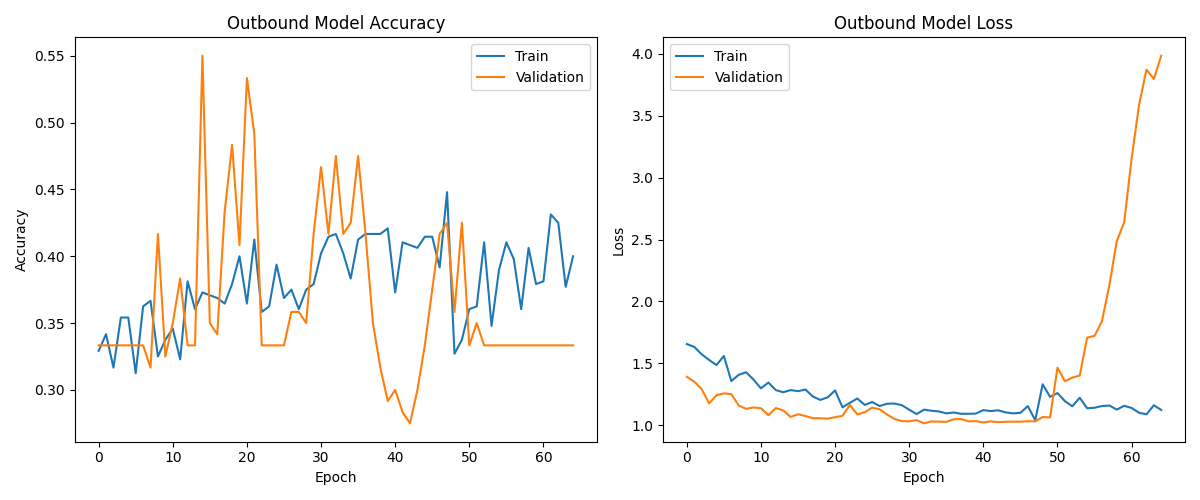 Outbound Model Accuracy
Train
Validation
0.55
0.50
0.45
0.40
0.35
0.30
Accuracy
0 10 20 30 40 50 60
Epoch
Outbound Model Loss
Train
Validation
4.0
3.5
3.0
2.5
2.0
1.5
1.0
Loss
0 10 20 30 40 50 60
Epoch